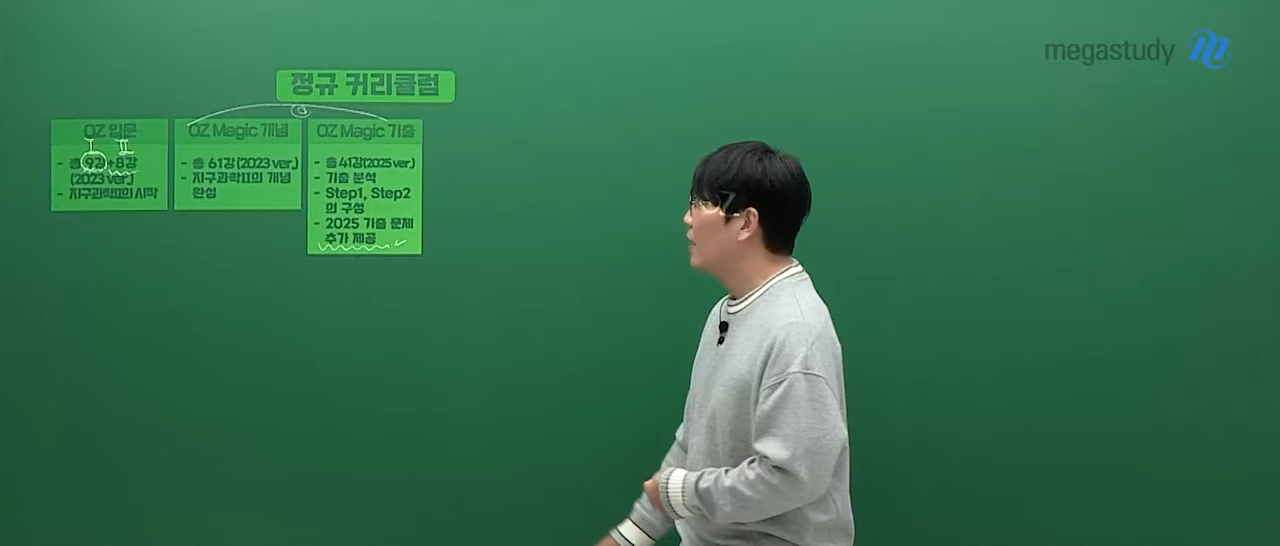 megastudy
정규 커리큘럼
OZ 입문
I II
- 총 9강+8강
(2023 ver.)
- 지구과학II의 시작
OZ Magic 개념
- 총 61강(2023 ver.)
- 지구과학II의 개념
완성
OZ Magic 기출
- 총 41강(2025 ver.)
- 기출 분석
- Step1, Step2
의 구성
- 2025 기출 문제
추가 제공